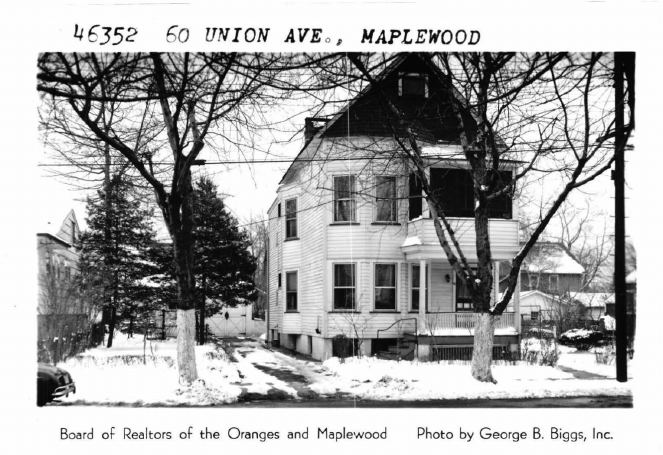 46352 60 UNION AVE., MAPLEWOOD
Board of Realtors of the Oranges and Maplewood Photo by George B. Biggs, Inc.